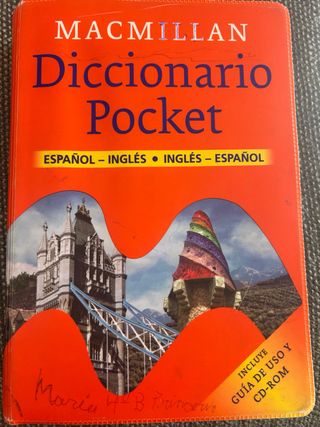 MACMILLAN
Diccionario
Pocket
ESPAÑOL – INGLÉS • INGLÉS – ESPAÑOL
INCLUYE
GUÍA DE USO Y
CD-ROM
María H-B